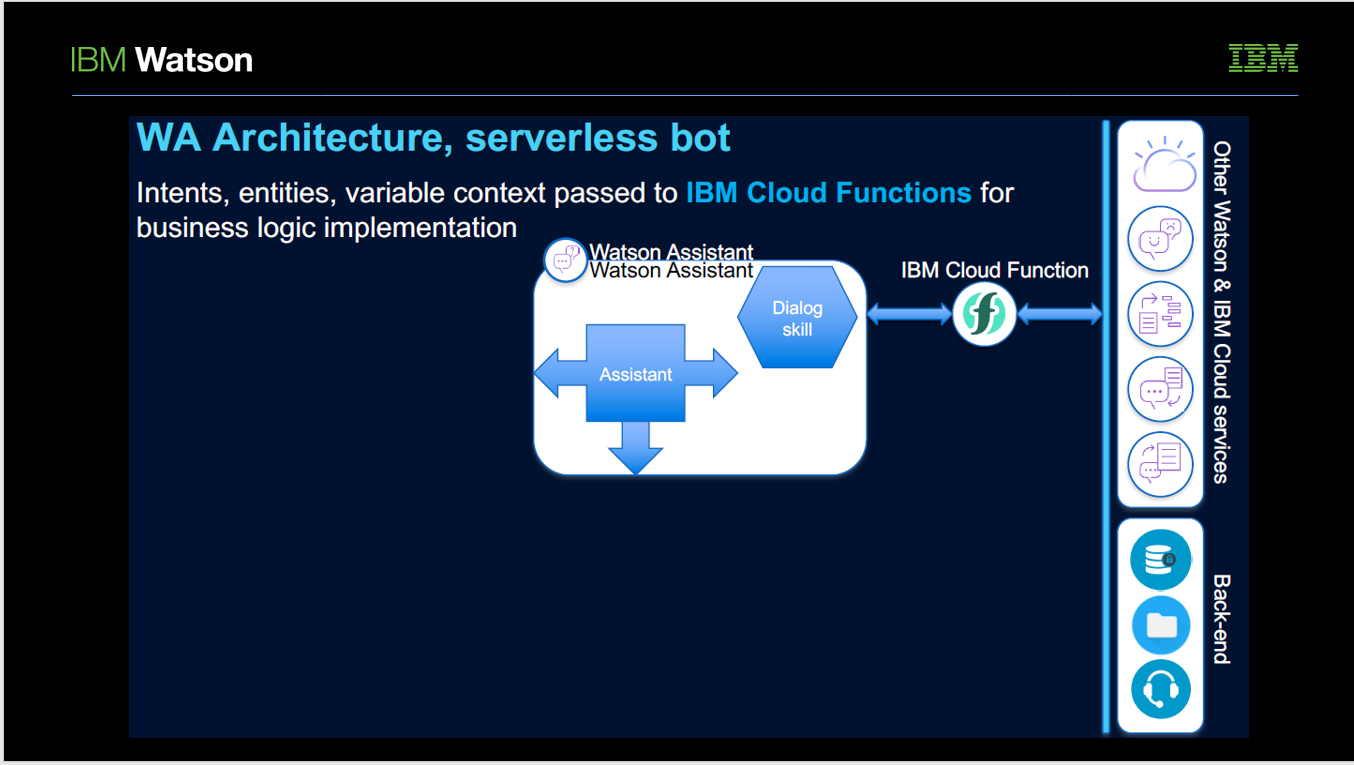 IBM Watson
IBM
WA Architecture, serverless bot
Intents, entities, variable context passed to IBM Cloud Functions for
business logic implementation
Watson Assistant
Watson Assistant
IBM Cloud Function
Dialog
skill
Assistant
Other Watson & IBM Cloud services
Back-end